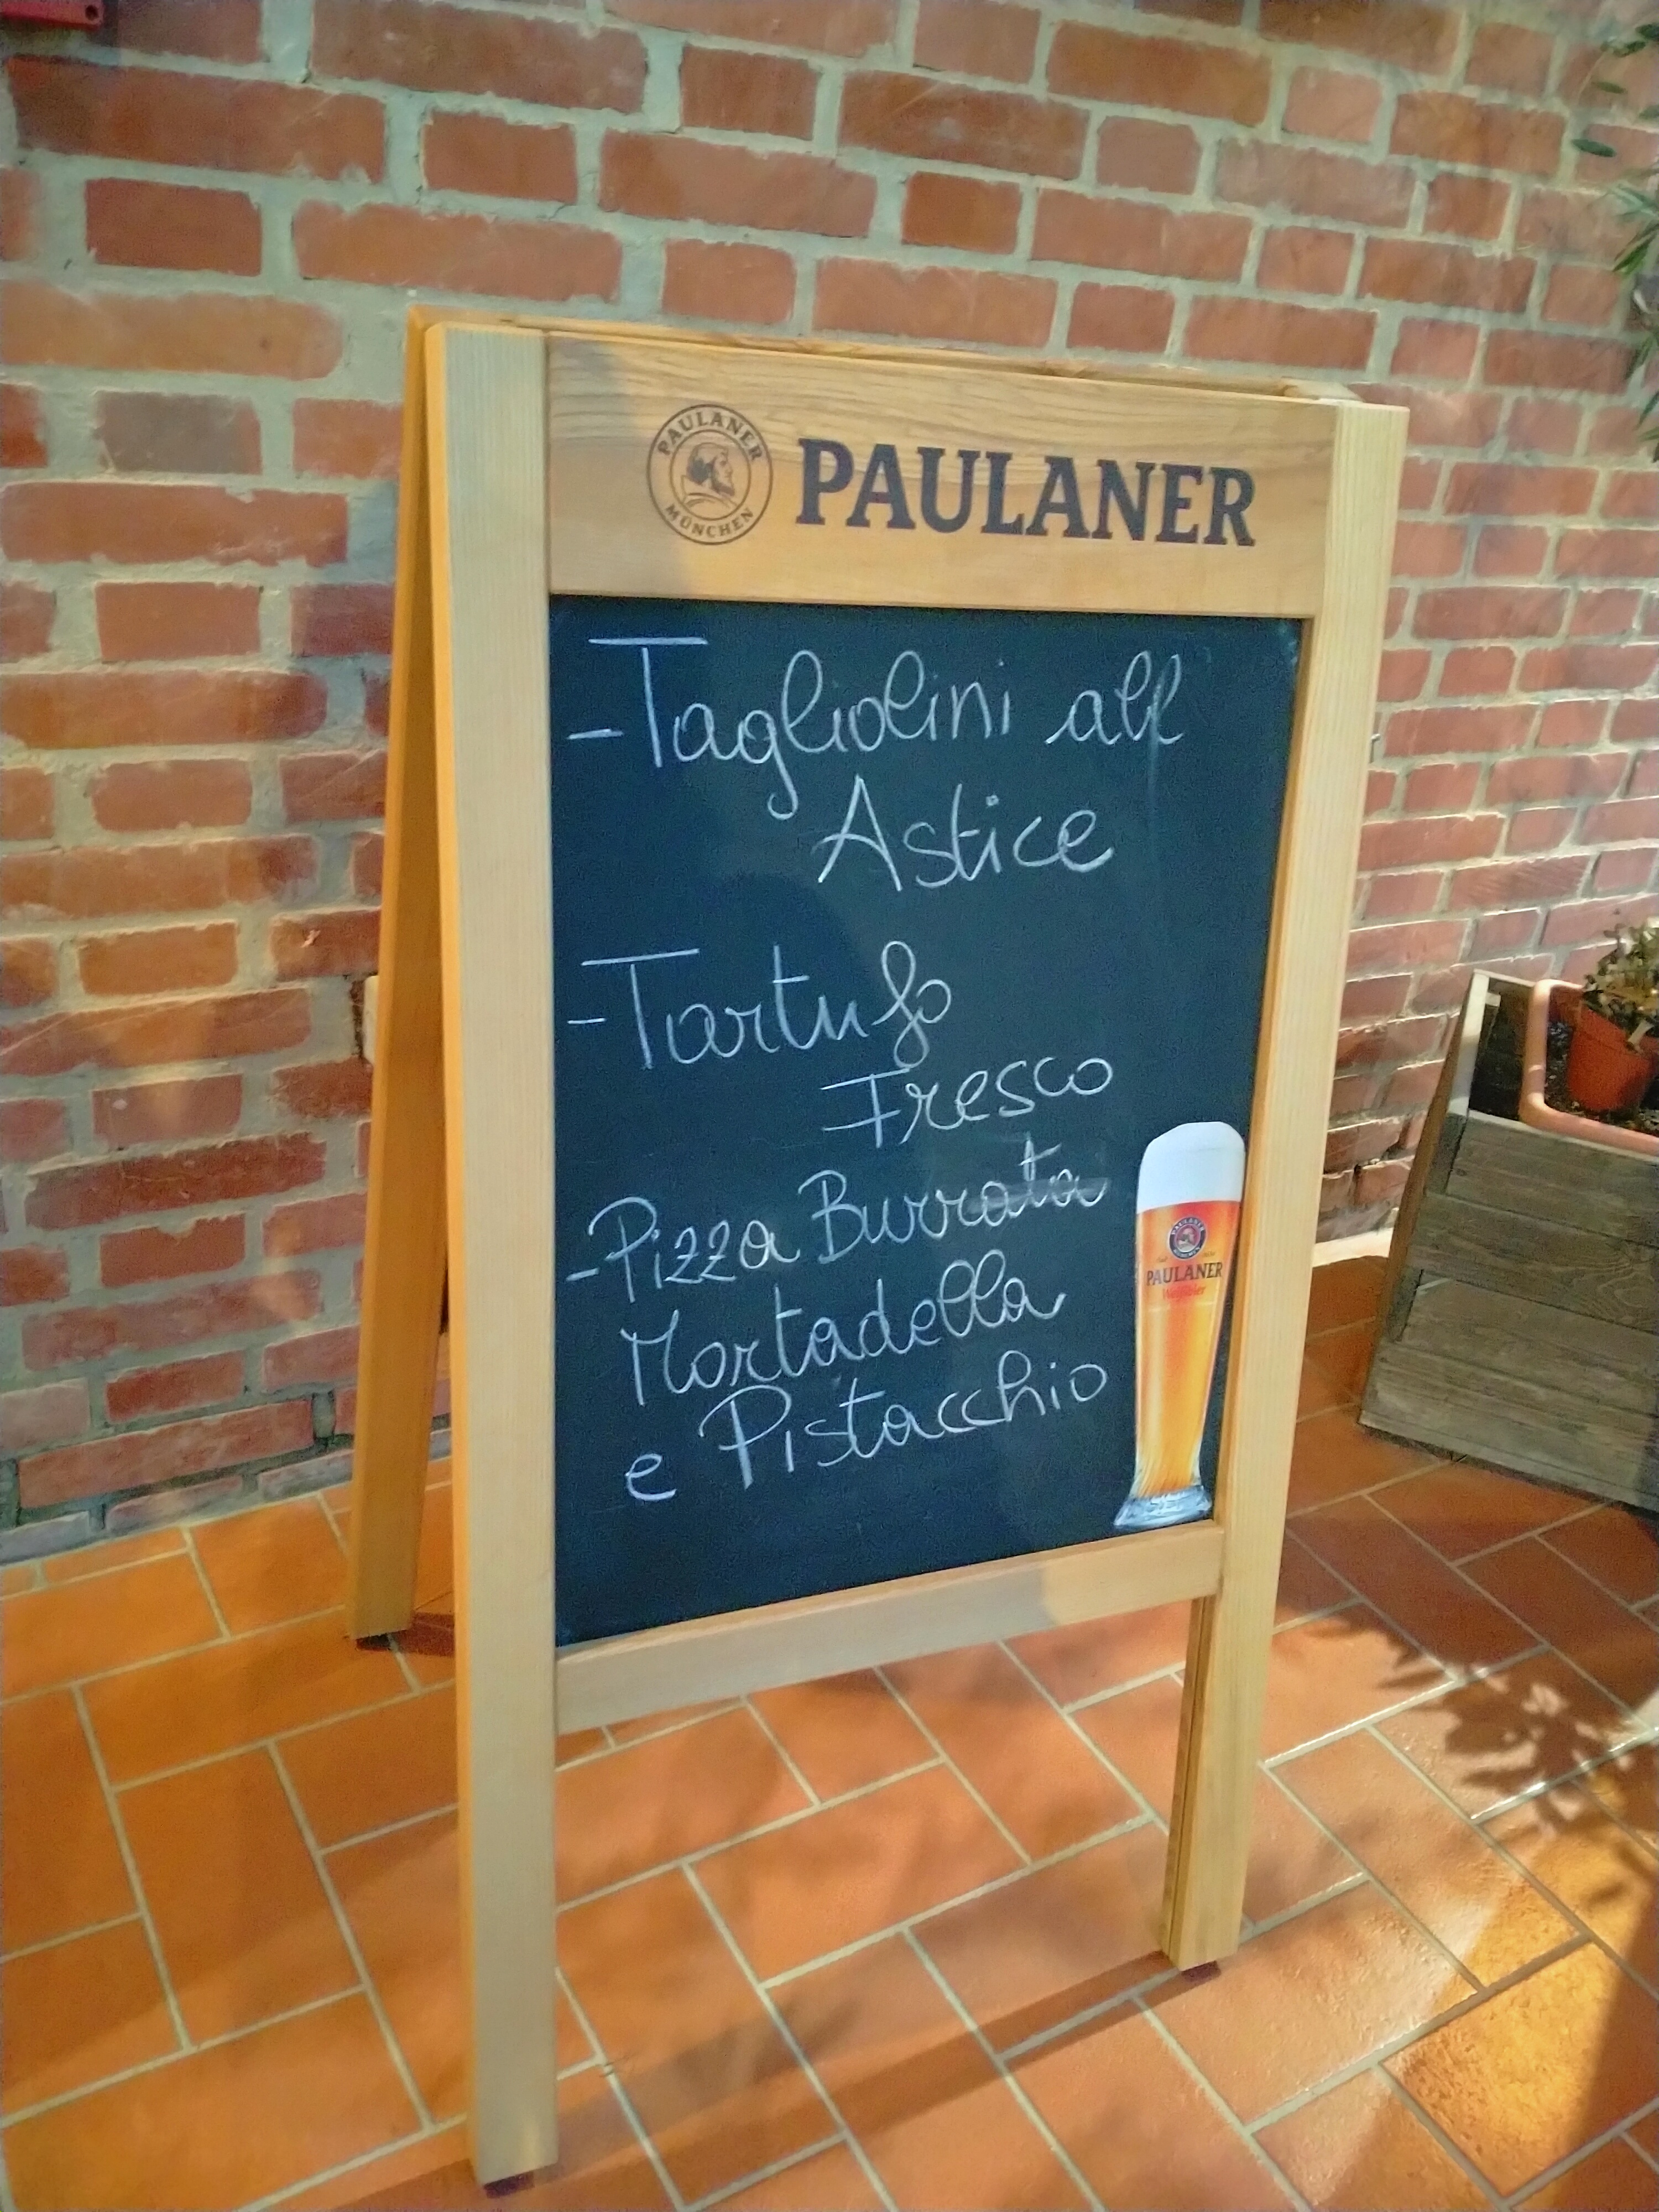 PAULANER
MÜNCHEN
PAULANER
-Tagliolini all
Astice
-Tartufo
Fresco
-Pizza Burrata
Mortadella
e Pistacchio
PAULANER